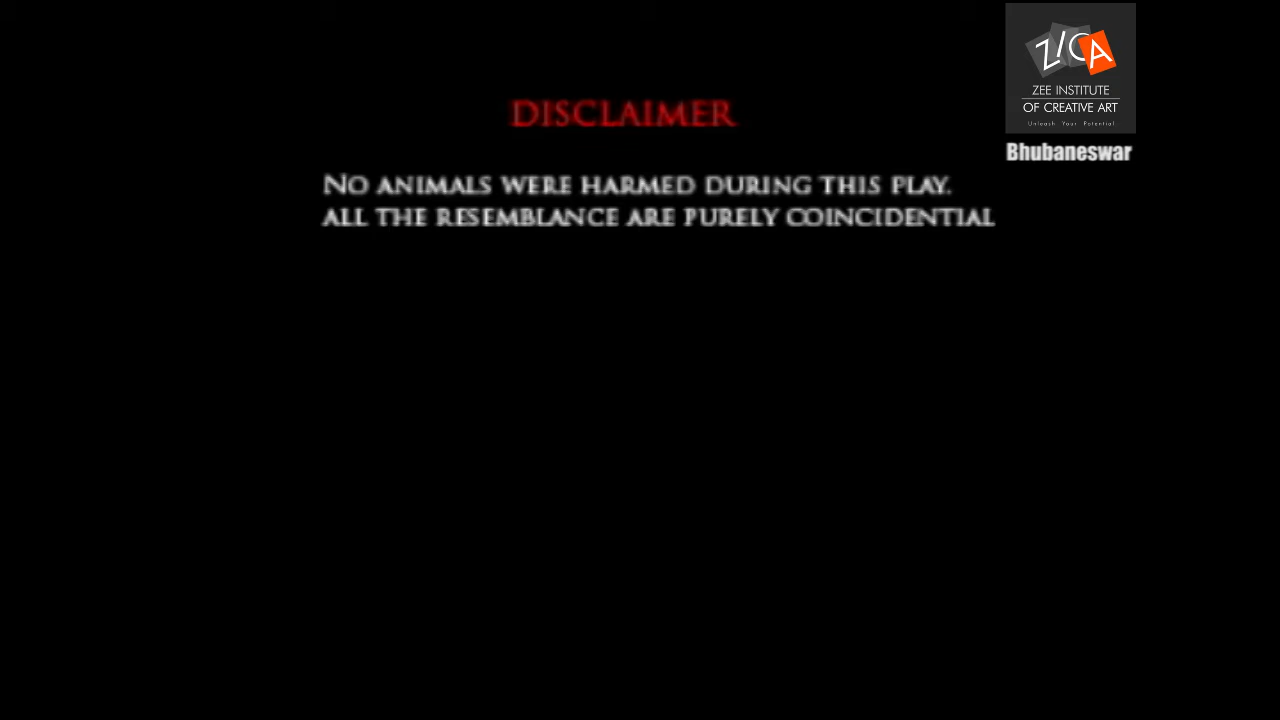 DISCLAIMER
NO ANIMALS WERE HARMED DURING THIS PLAY.
ALL THE RESEMBLANCE ARE PURELY COINCIDENTIAL
ZICA
ZEE INSTITUTE
OF CREATIVE ART
Unleash Your Potential.
Bhubaneswar